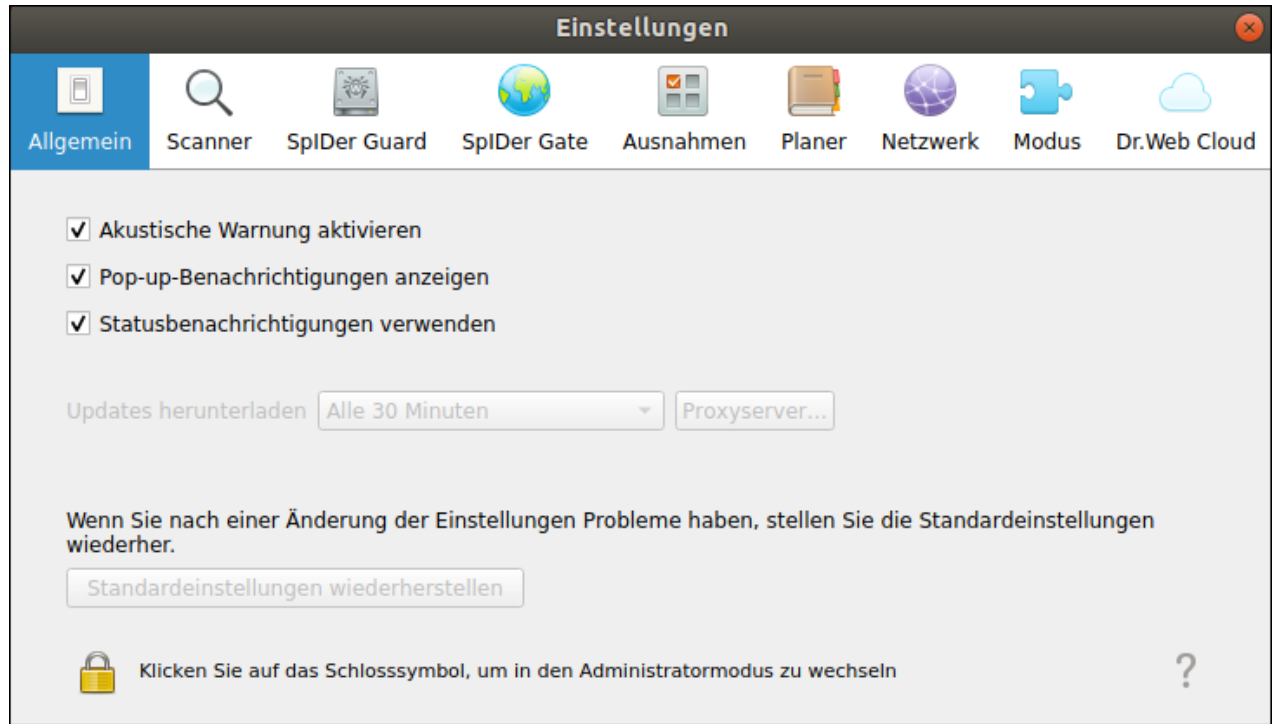 Einstellungen
Allgemein Scanner SpIDer Guard SpIDer Gate Ausnahmen Planer Netzwerk Modus Dr.Web Cloud
Akustische Warnung aktivieren
Pop-up-Benachrichtigungen anzeigen
Statusbenachrichtigungen verwenden
Updates herunterladen Alle 30 Minuten Proxyserver...
Wenn Sie nach einer Änderung der Einstellungen Probleme haben, stellen Sie die Standardeinstellungen
wiederher.
Standardeinstellungen wiederherstellen
Klicken Sie auf das Schlosssymbol, um in den Administratormodus zu wechseln ?